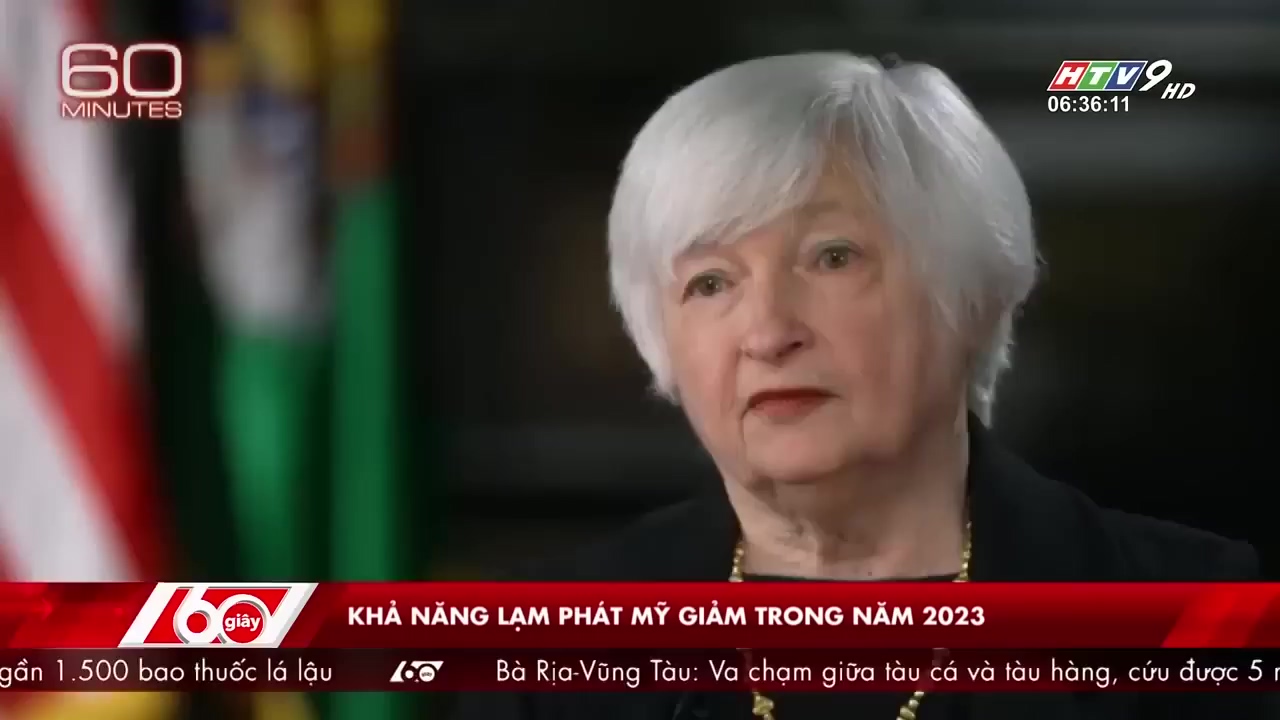 60
MINUTES
HTV9 HD
06:36:11
60 giây
KHẢ NĂNG LẠM PHÁT MỸ GIẢM TRONG NĂM 2023
gần 1.500 bao thuốc lá lậu 60 giây Bà Rịa-Vũng Tàu: Va chạm giữa tàu cá và tàu hàng, cứu được 5